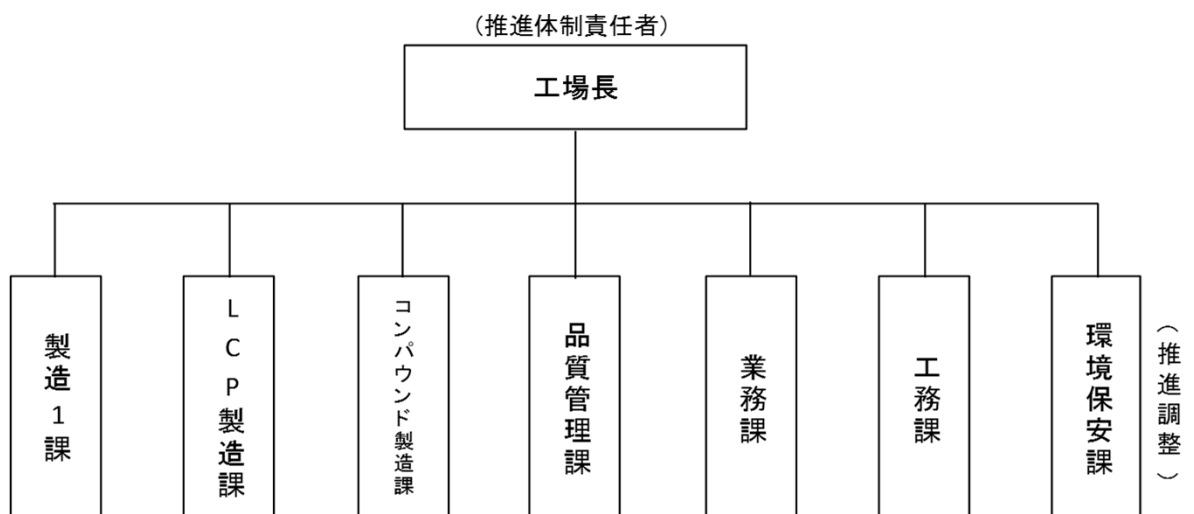 （推進体制責任者）
工場長
製造1課
LCP製造課
コンパウンド製造課
品質管理課
業務課
工務課
環境保安課
（推進調整）